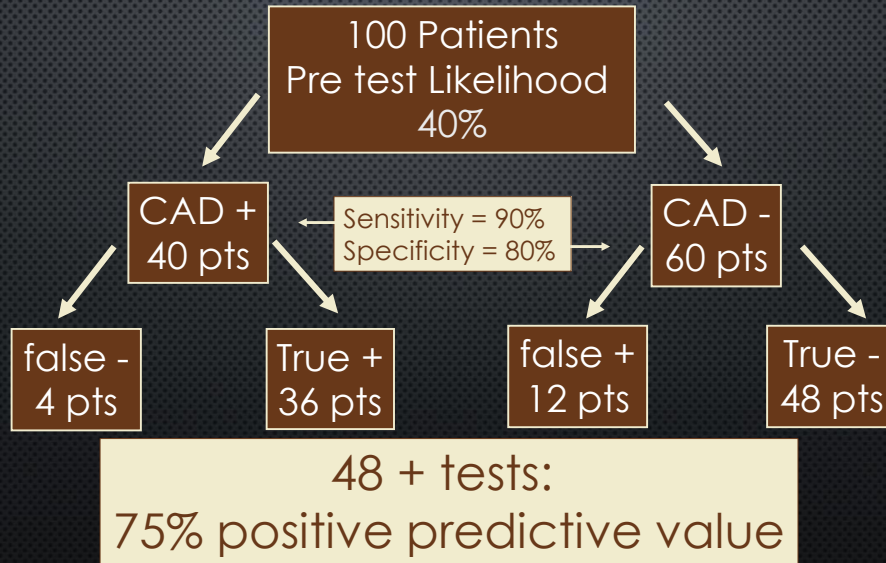 100 Patients
Pre test Likelihood
40%
CAD +
40 pts
Sensitivity = 90%
Specificity = 80%
CAD -
60 pts
false -
4 pts
True +
36 pts
false +
12 pts
True -
48 pts
48 + tests:
75% positive predictive value